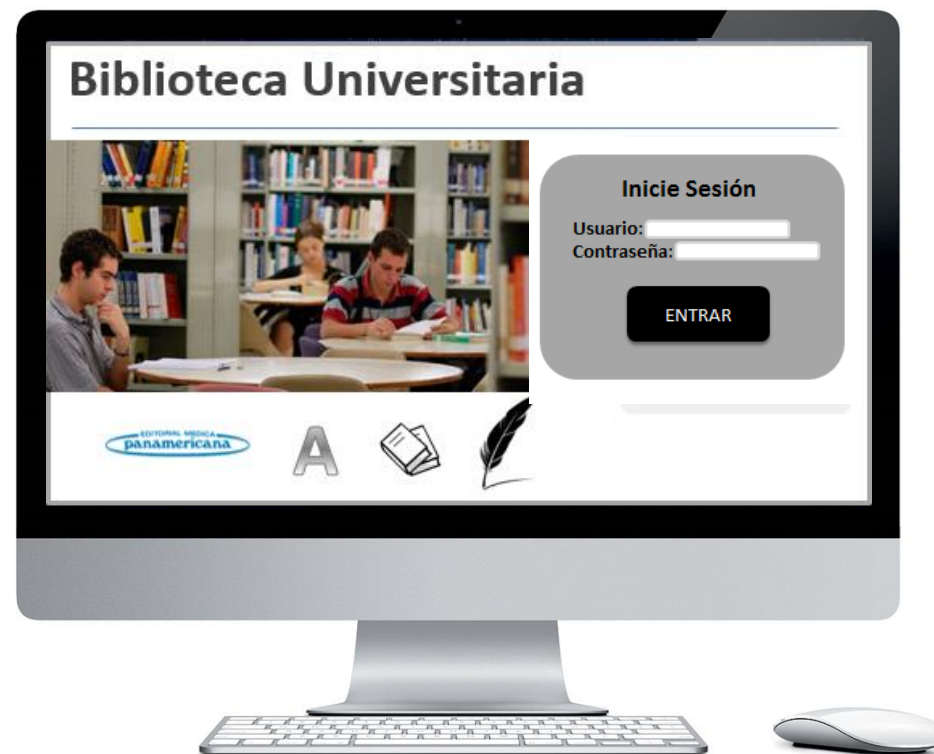 Biblioteca Universitaria
Inicie Sesión
Usuario:
Contraseña:
ENTRAR
EDITORIAL MEDICA
panamericana
A